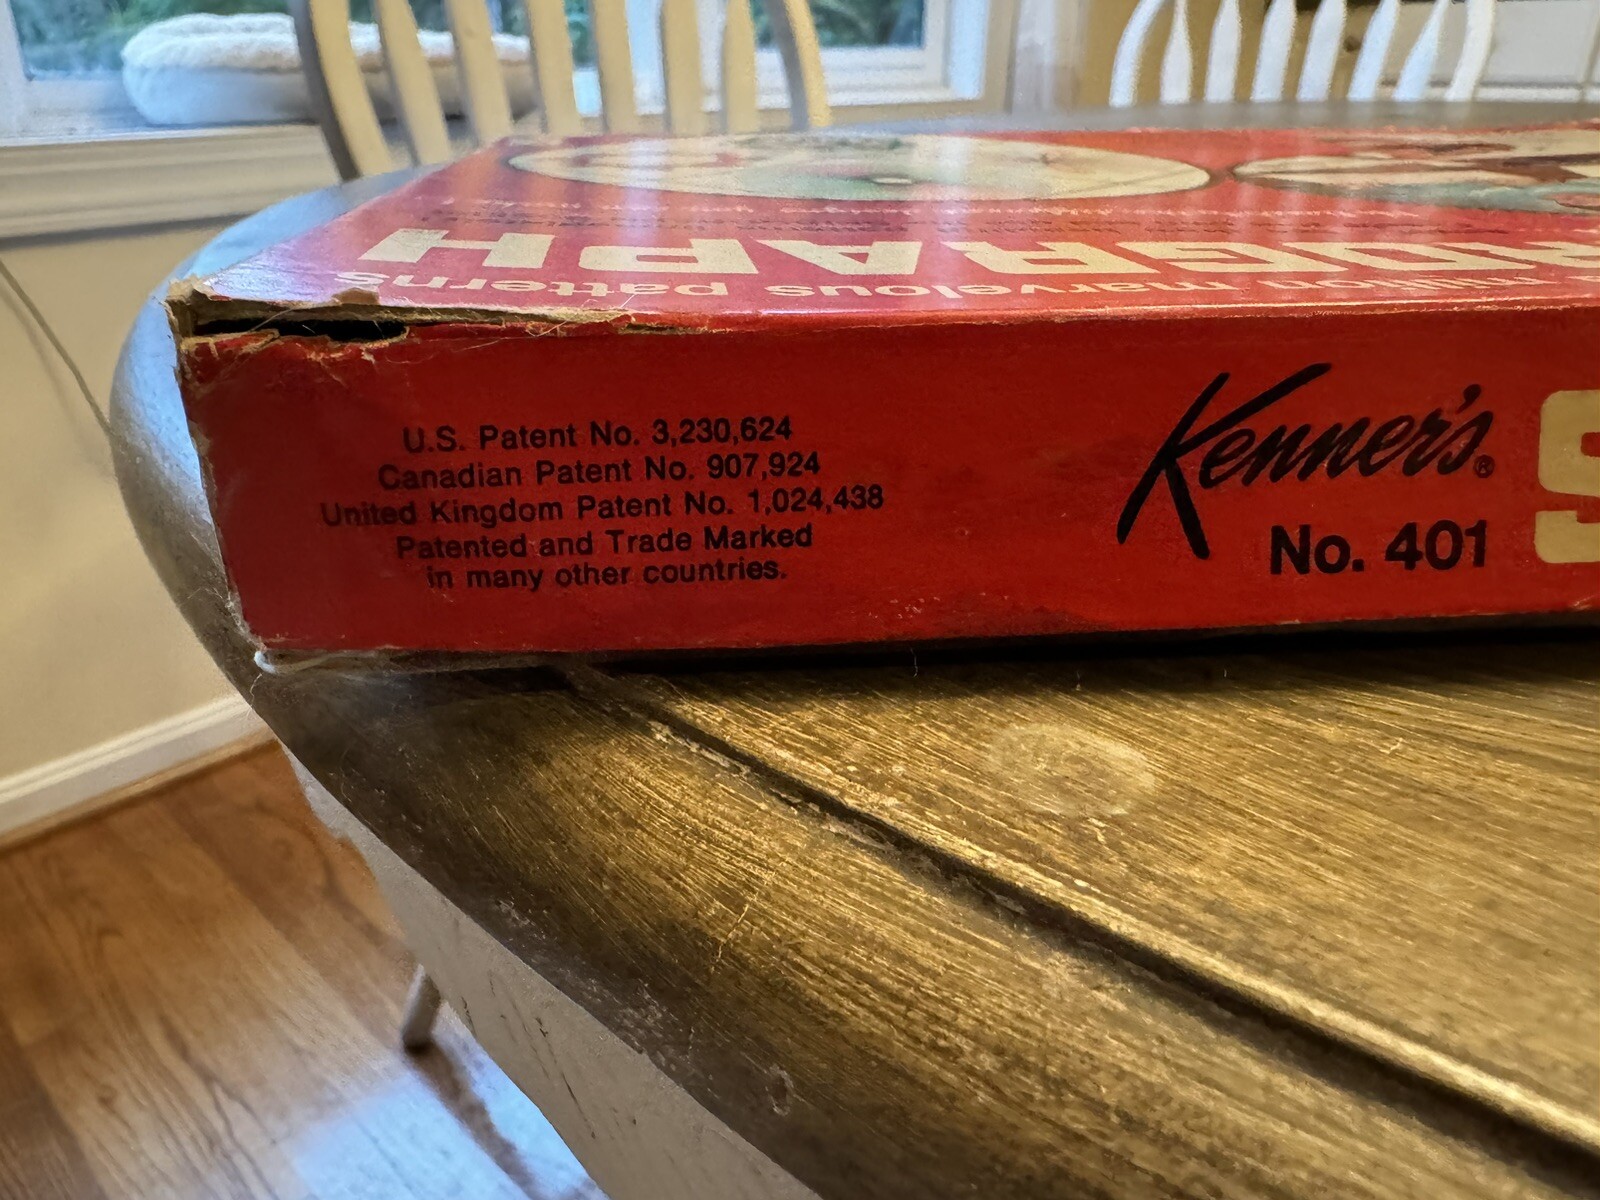 PIROGRAPH
million marvelous patterns
U.S. Patent No. 3,230,624
Canadian Patent No. 907,924
United Kingdom Patent No. 1,024,438
Patented and Trade Marked
in many other countries.
Kenner's®
No. 401
S